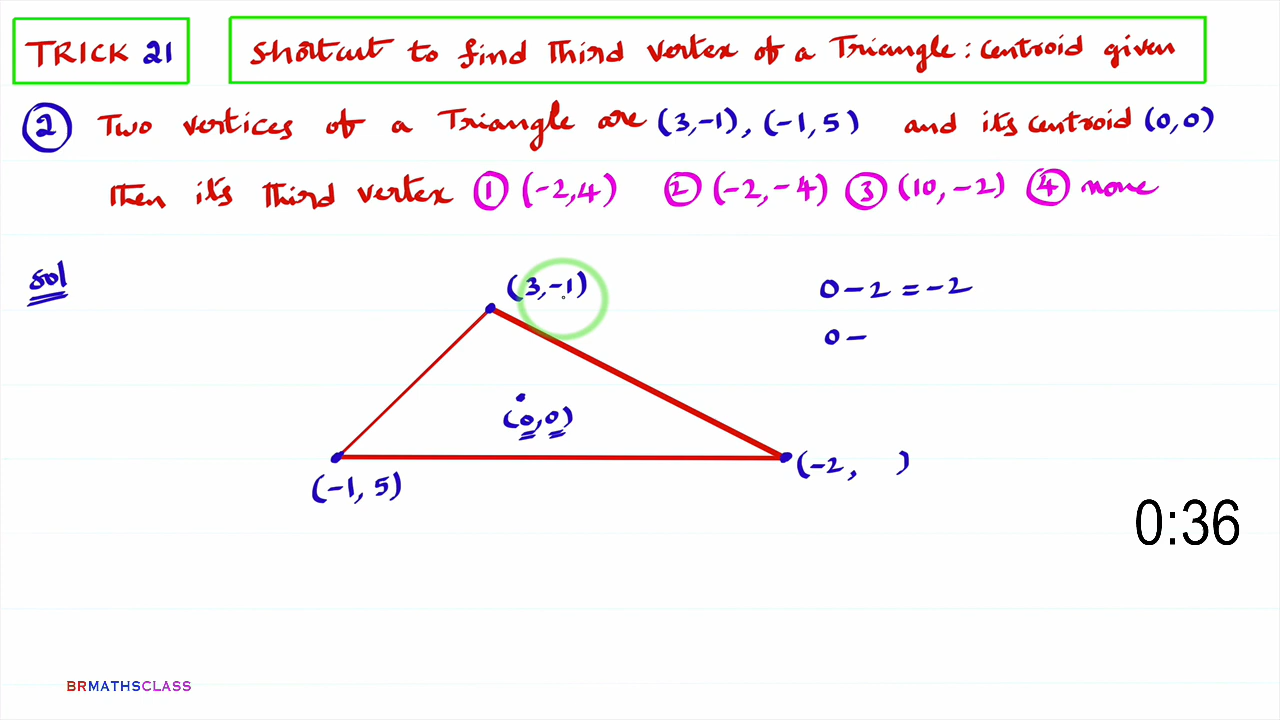 TRICK 21
Shortcut to find Third vertex of a Triangle: centroid given
② Two vertices of a Triangle are (3,-1), (-1,5) and its centroid (0,0)
Then its Third vertex ① (-2,4) ② (-2,-4) ③ (10,-2) ④ none
Sol
(3,-1)
0-2=-2
0-
(0,0)
(-2, )
(-1,5)
0:36
BRMATHSCLASS